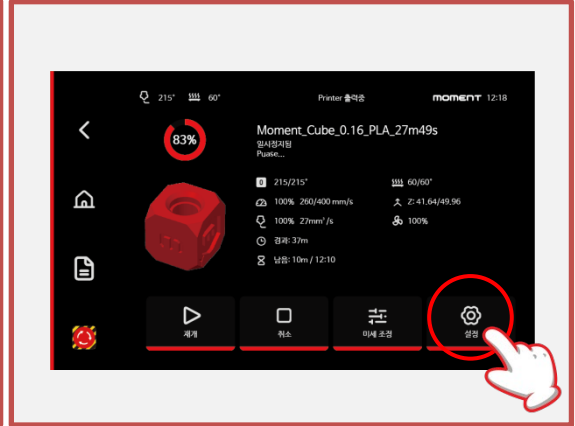 215° 60° Printer 출력중 moment 12:18
83%
Moment_Cube_0.16_PLA_27m49s
일시정지됨
Puase...
0 215/215° 60/60°
100% 260/400 mm/s Z: 41.64/49.96
100% 27mm³/s 100%
경과: 37m
남음: 10m / 12:10
재개 취소 미세 조정 설정